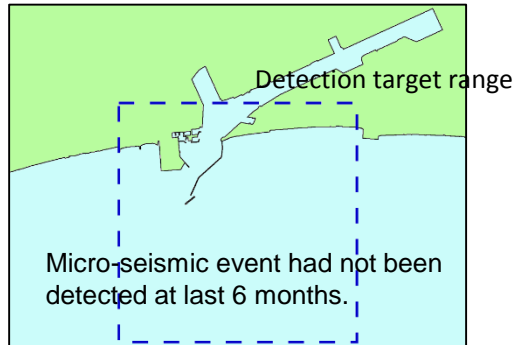 Detection target range
Micro-seismic event had not been
detected at last 6 months.